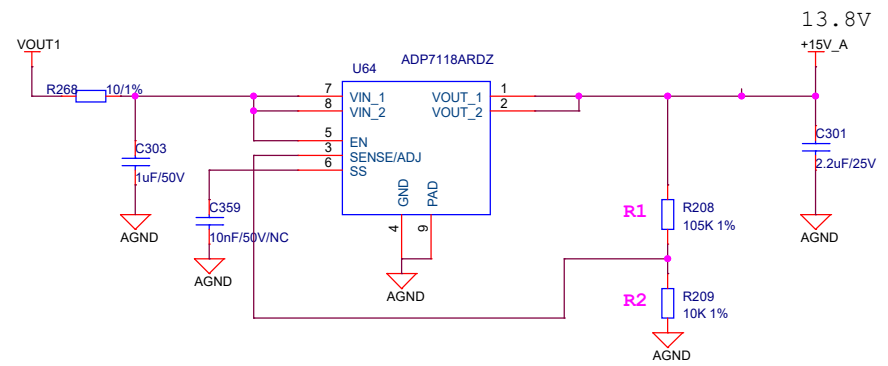 13.8V
VOUT1
+15V_A
ADP7118ARDZ
U64
R268
10/1%
7
VIN_1
VOUT_1
1
8
VIN_2
VOUT_2
2
5
EN
3
SENSE/ADJ
6
SS
GND
PAD
4
9
C303
1uF/50V
AGND
C359
10nF/50V/NC
AGND
AGND
C301
2.2uF/25V
AGND
R1
R208
105K 1%
R2
R209
10K 1%
AGND